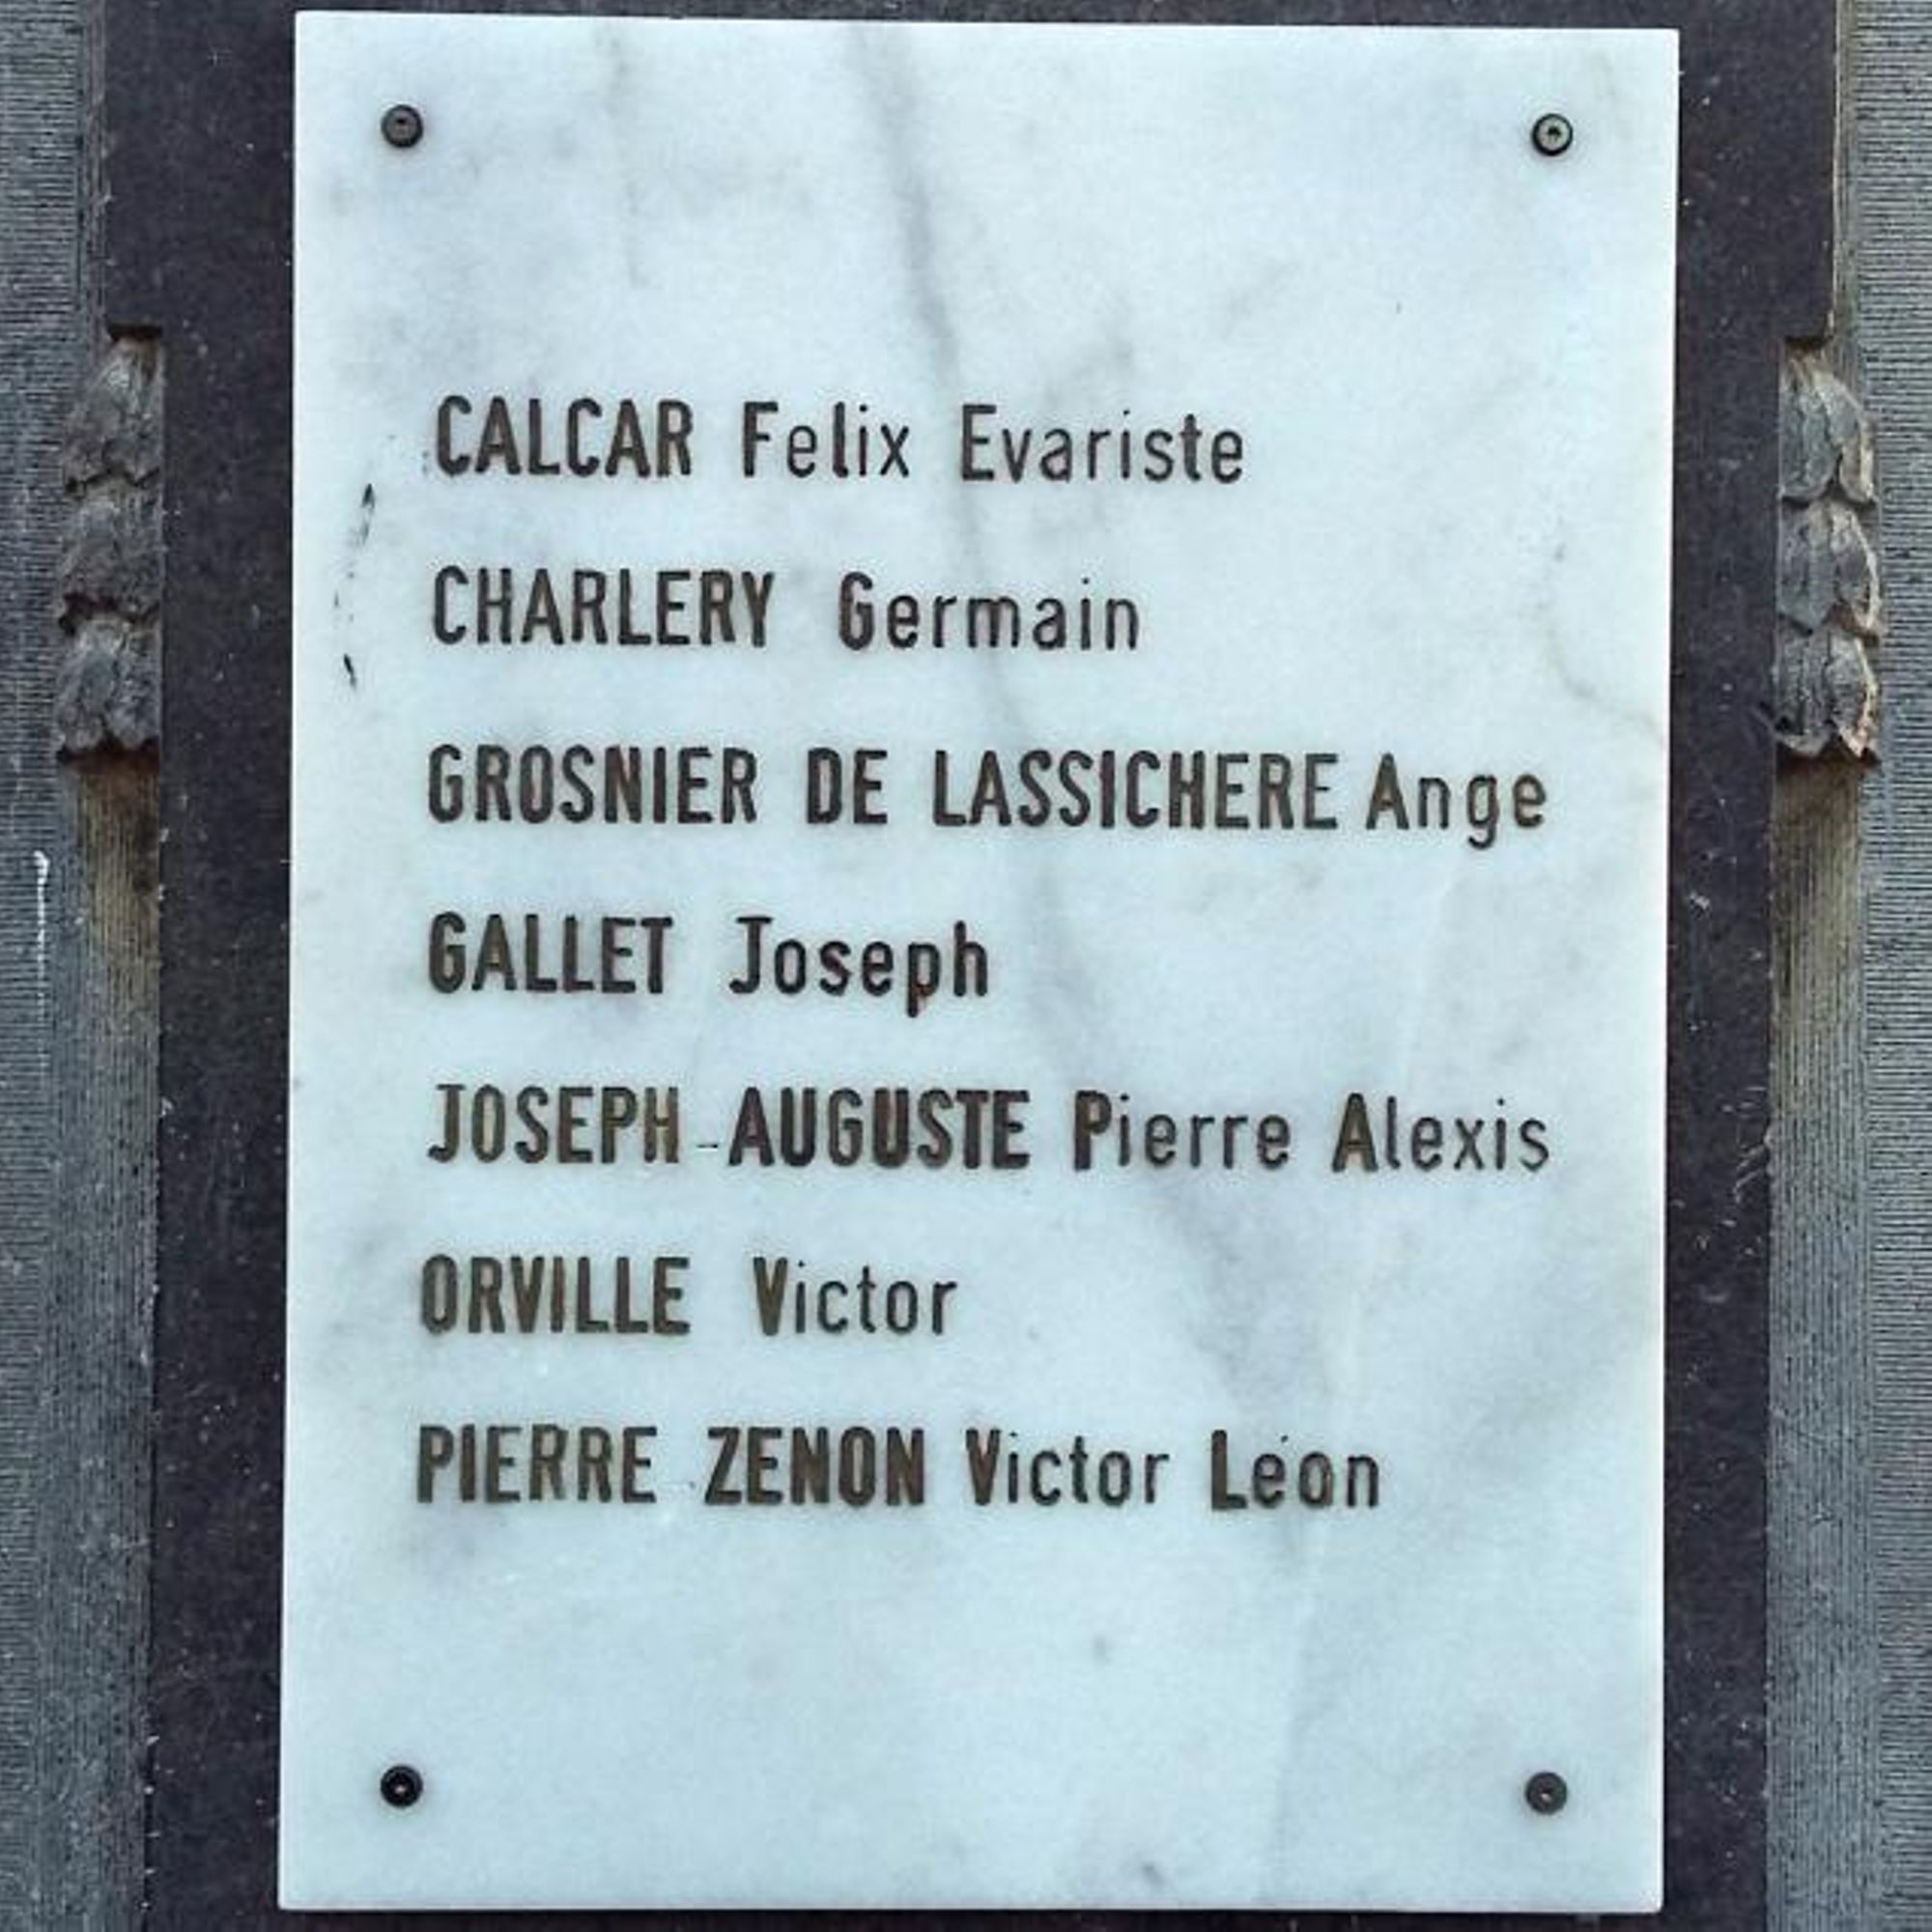 CALCAR Felix Evariste
CHARLERY Germain
GROSNIER DE LASSICHERE Ange
GALLET Joseph
JOSEPH-AUGUSTE Pierre Alexis
ORVILLE Victor
PIERRE ZENON Victor Léon